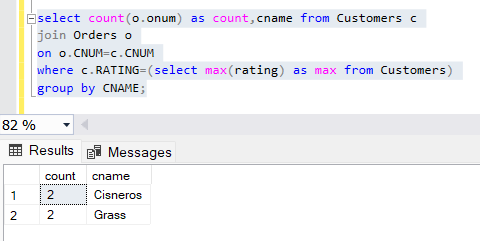 select count(o.onum) as count,cname from Customers c
join Orders o
on o.CNUM=c.CNUM
where c.RATING=(select max(rating) as max from Customers)
group by CNAME;
82 %
Results Messages
count cname
1 2 Cisneros
2 2 Grass